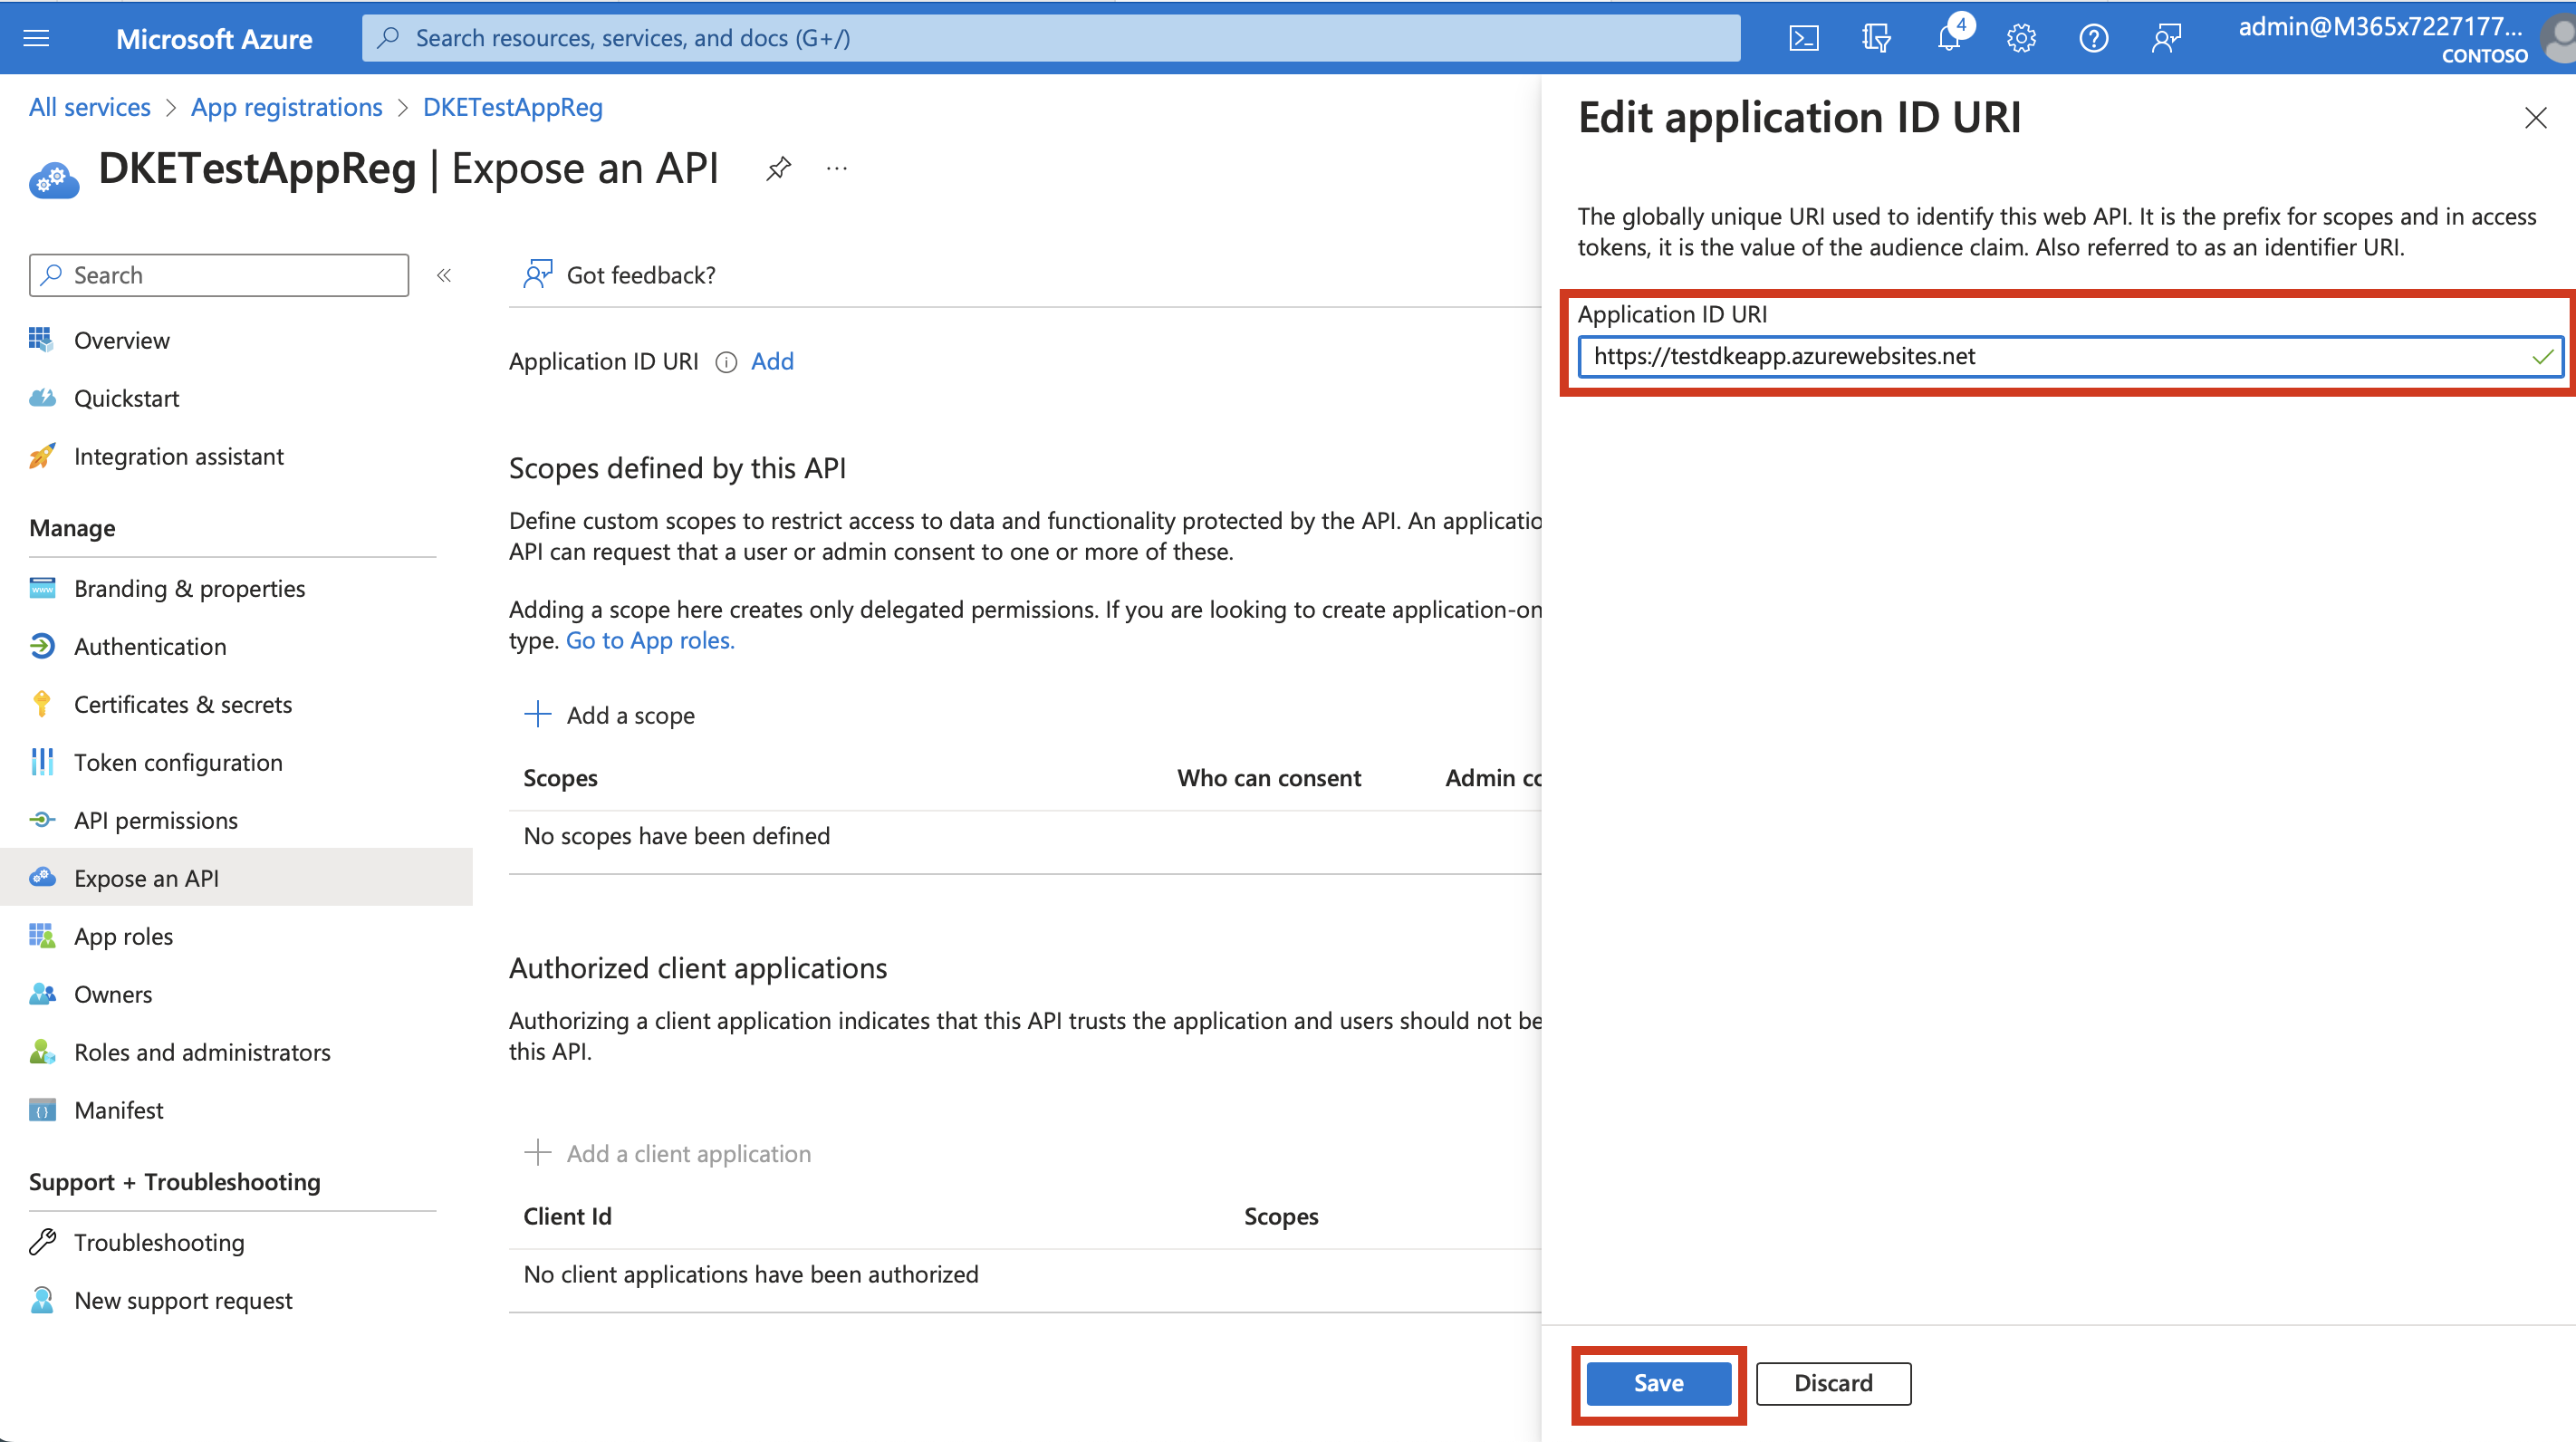 Microsoft Azure
Search resources, services, and docs (G+/)
4
admin@M365x7227177...
CONTOSO
All services > App registrations > DKETestAppReg
DKETestAppReg | Expose an API
...
Search
«
Overview
Quickstart
Integration assistant
Manage
Branding & properties
Authentication
Certificates & secrets
Token configuration
API permissions
Expose an API
App roles
Owners
Roles and administrators
Manifest
Support + Troubleshooting
Troubleshooting
New support request
Got feedback?
Application ID URI Add
Scopes defined by this API
Define custom scopes to restrict access to data and functionality protected by the API. An applicatio
API can request that a user or admin consent to one or more of these.
Adding a scope here creates only delegated permissions. If you are looking to create application-on
type. Go to App roles.
Add a scope
Scopes Who can consent Admin co
No scopes have been defined
Authorized client applications
Authorizing a client application indicates that this API trusts the application and users should not be
this API.
Add a client application
Client Id Scopes
No client applications have been authorized
Edit application ID URI
The globally unique URI used to identify this web API. It is the prefix for scopes and in access
tokens, it is the value of the audience claim. Also referred to as an identifier URI.
Application ID URI
https://testdkeapp.azurewebsites.net
Save
Discard